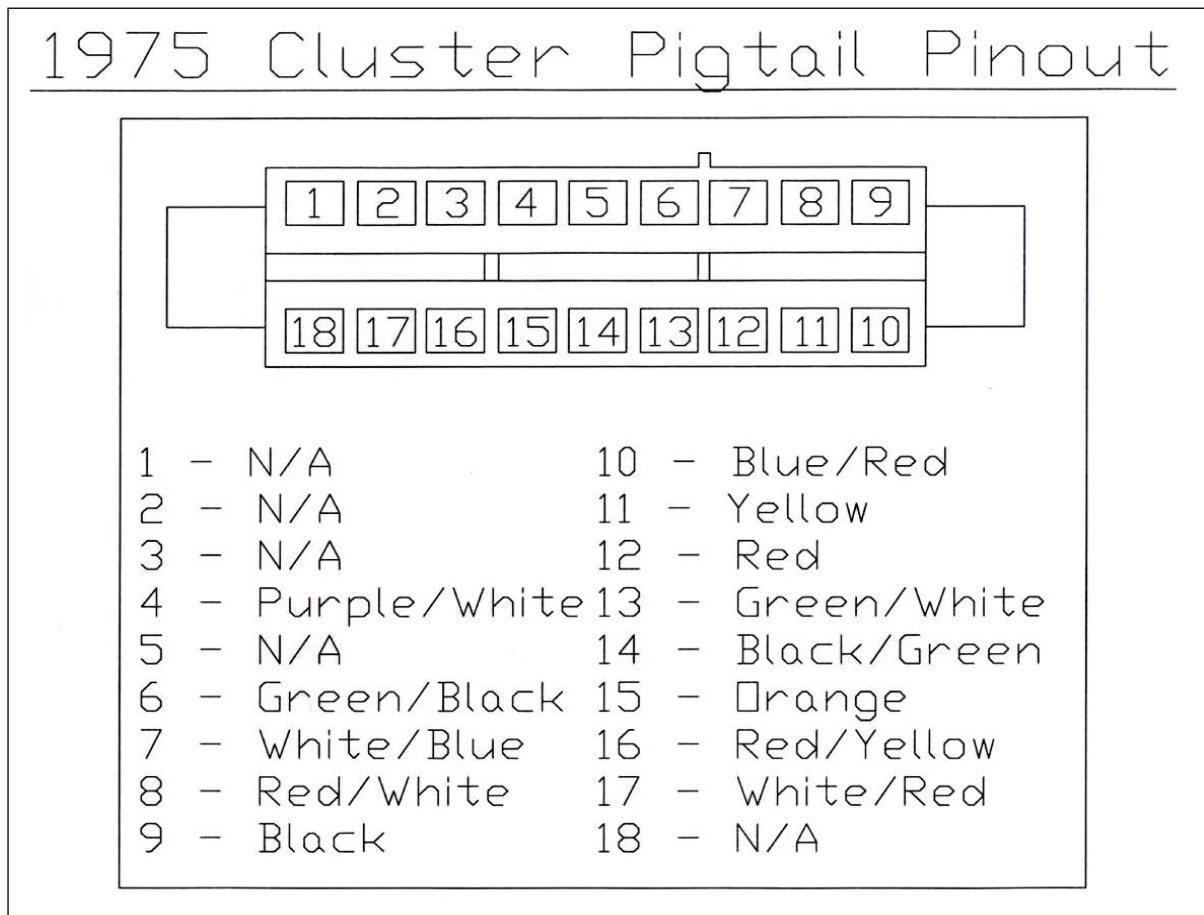 1975 Cluster Pigtail Pinout
1 2 3 4 5 6 7 8 9
18 17 16 15 14 13 12 11 10
1 - N/A
2 - N/A
3 - N/A
4 - Purple/White
5 - N/A
6 - Green/Black
7 - White/Blue
8 - Red/White
9 - Black
10 - Blue/Red
11 - Yellow
12 - Red
13 - Green/White
14 - Black/Green
15 - Orange
16 - Red/Yellow
17 - White/Red
18 - N/A